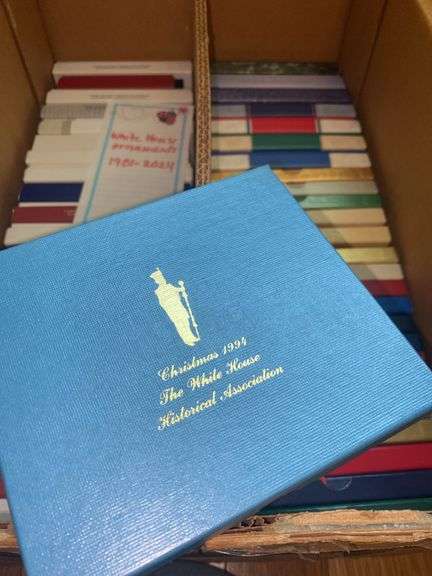 White House
ornaments
1981-2024
Christmas 1994
The White House
Historical Association